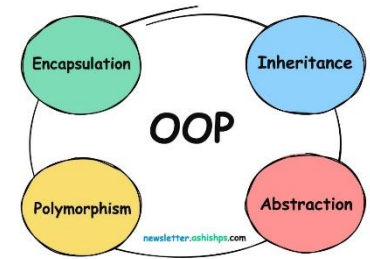 Encapsulation
Inheritance
OOP
Polymorphism
Abstraction
newsletter.ashishps.com